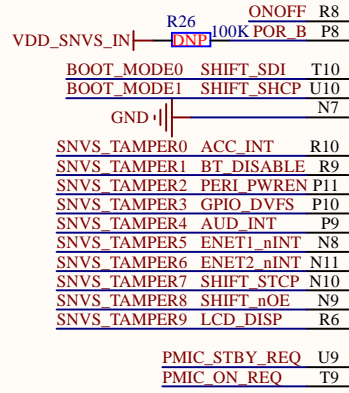 ONOFF R8
R26
VDD_SNVS_IN DNP 100K POR_B P8
BOOT_MODE0 SHIFT_SDI T10
BOOT_MODE1 SHIFT_SHCP U10
N7
GND
SNVS_TAMPER0 ACC_INT R10
SNVS_TAMPER1 BT_DISABLE R9
SNVS_TAMPER2 PERI_PWREN P11
SNVS_TAMPER3 GPIO_DVFS P10
SNVS_TAMPER4 AUD_INT P9
SNVS_TAMPER5 ENET1_nINT N8
SNVS_TAMPER6 ENET2_nINT N11
SNVS_TAMPER7 SHIFT_STCP N10
SNVS_TAMPER8 SHIFT_nOE N9
SNVS_TAMPER9 LCD_DISP R6
PMIC_STBY_REQ U9
PMIC_ON_REQ T9